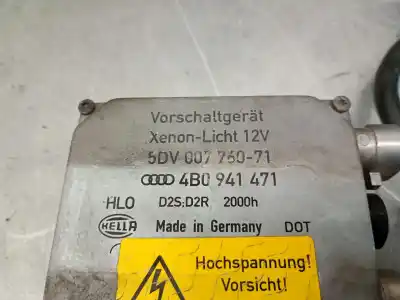 Vorschaltgerät
Xenon-Licht 12V
5DV 007 760-71
4B0 941 471
HLO D2S;D2R 2000h
HELLA Made in Germany DOT
Hochspannung!
Vorsicht!